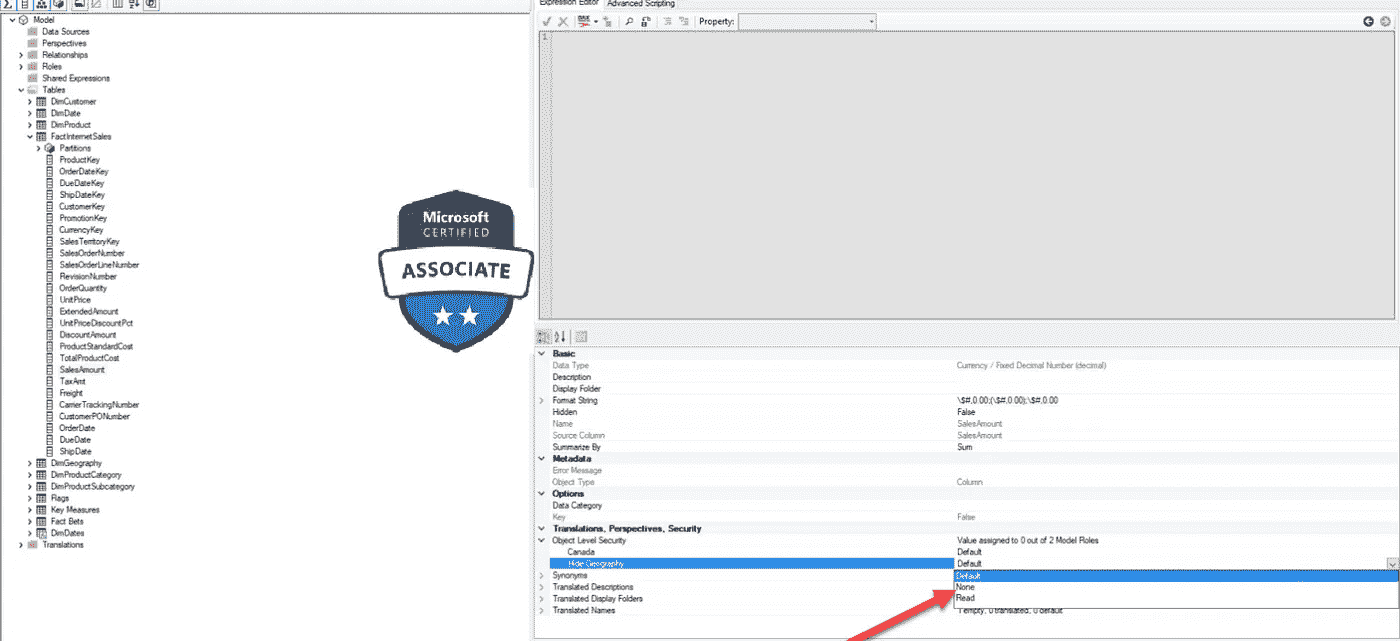 Expression Editor Advanced Scripting
Property:
1
Model
Data Sources
Perspectives
Relationships
Roles
Shared Expressions
Tables
DimCustomer
DimDate
DimProduct
FactInternetSales
Partitions
ProductKey
OrderDateKey
DueDateKey
ShipDateKey
CustomerKey
PromotionKey
CurrencyKey
SalesTerritoryKey
SalesOrderNumber
SalesOrderLineNumber
RevisionNumber
OrderQuantity
UnitPrice
ExtendedAmount
UnitPriceDiscountPct
DiscountAmount
ProductStandardCost
TotalProductCost
SalesAmount
TaxAmt
Freight
CarrierTrackingNumber
CustomerPONumber
OrderDate
DueDate
ShipDate
DimGeography
DimProductCategory
DimProductSubcategory
Flags
Key Measures
Fact Bets
DimDates
Translations
Microsoft
CERTIFIED
ASSOCIATE
Basic
Data Type Currency / Fixed Decimal Number (decimal)
Description
Display Folder
Format String \$#,0.00;(\$#,0.00);\$#,0.00
Hidden False
Name SalesAmount
Source Column SalesAmount
Summarize By Sum
Metadata
Error Message
Object Type Column
Options
Data Category
Key False
Translations, Perspectives, Security
Object Level Security Value assigned to 0 out of 2 Model Roles
Canada Default
Hide Geography Default
Synonyms Default
Translated Descriptions None
Translated Display Folders Read
Translated Names 1 empty, 0 translated, 0 default